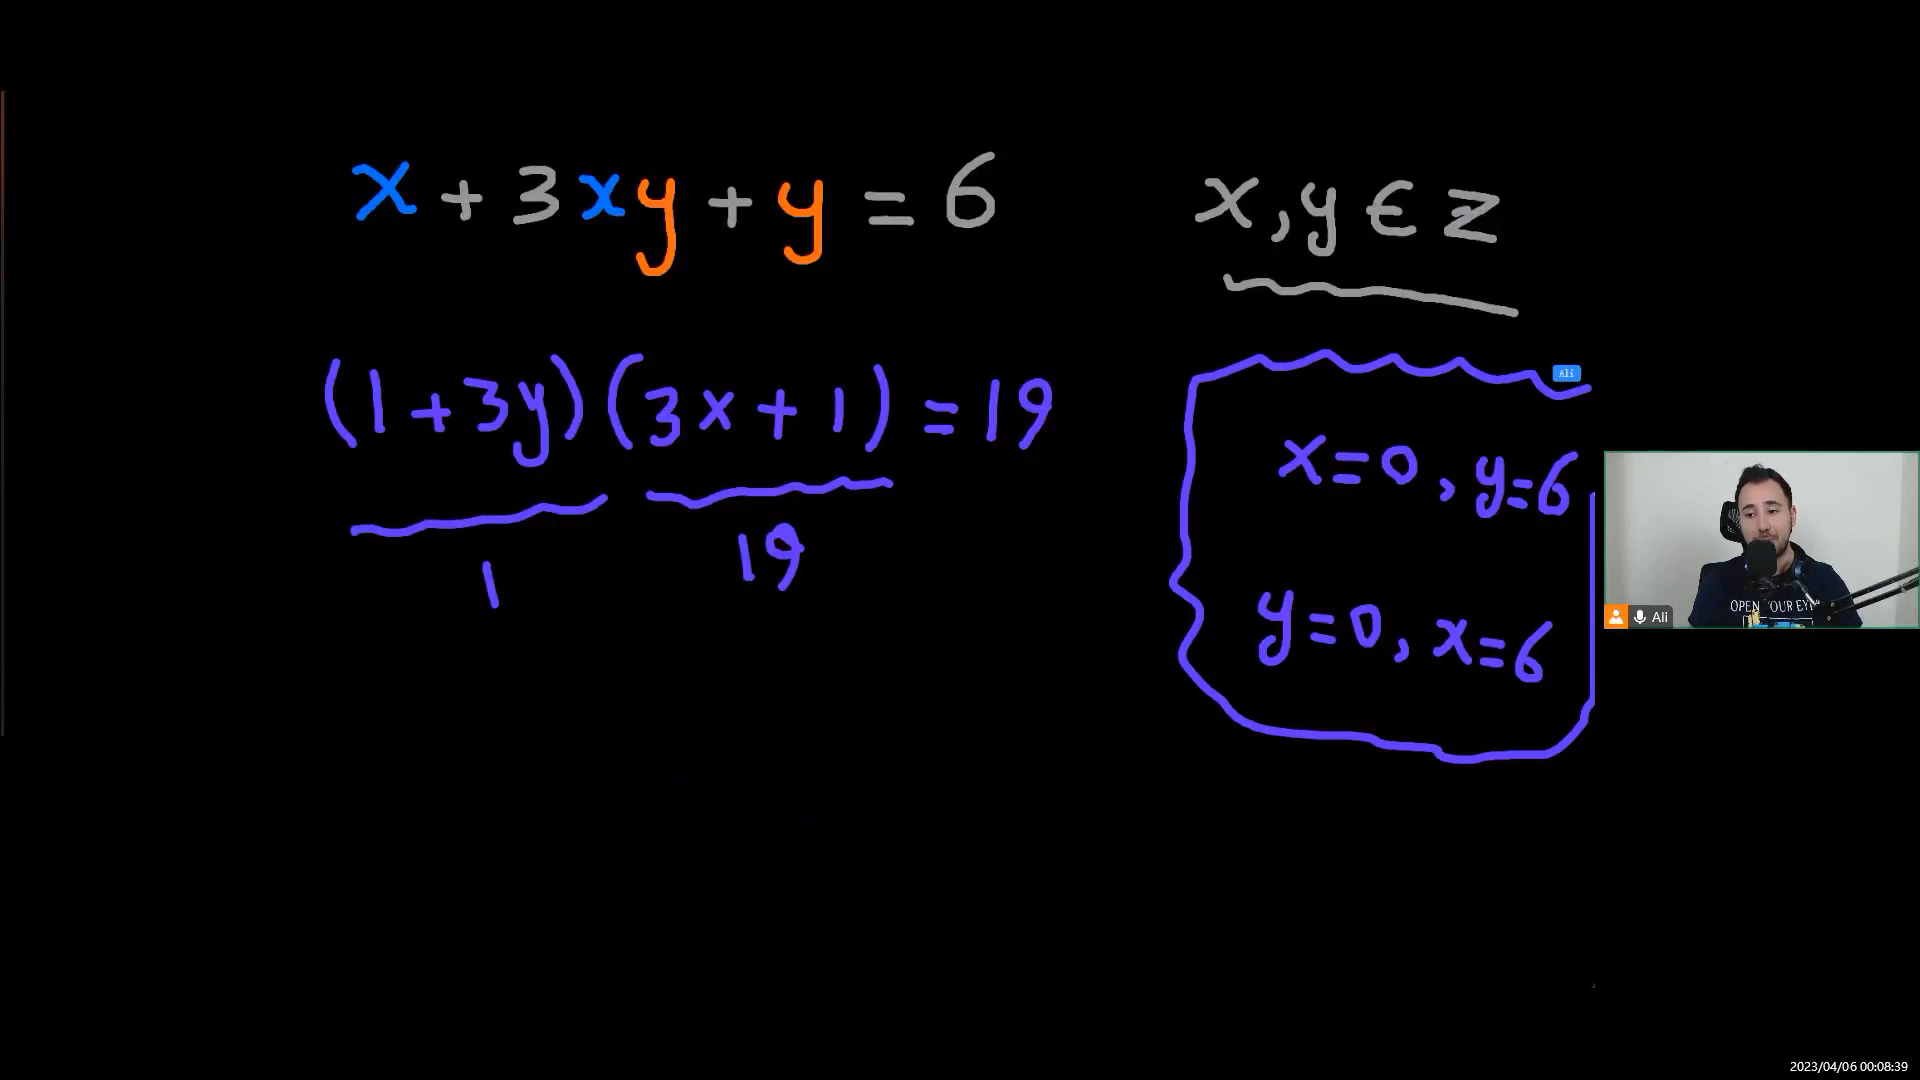 x + 3xy + y = 6
x, y ∈ z
(1 + 3y)(3x + 1) = 19
1
19
Ali
x = 0, y = 6
y = 0, x = 6
OPEN YOUR EYE
Ali
2023/04/06 00:08:39